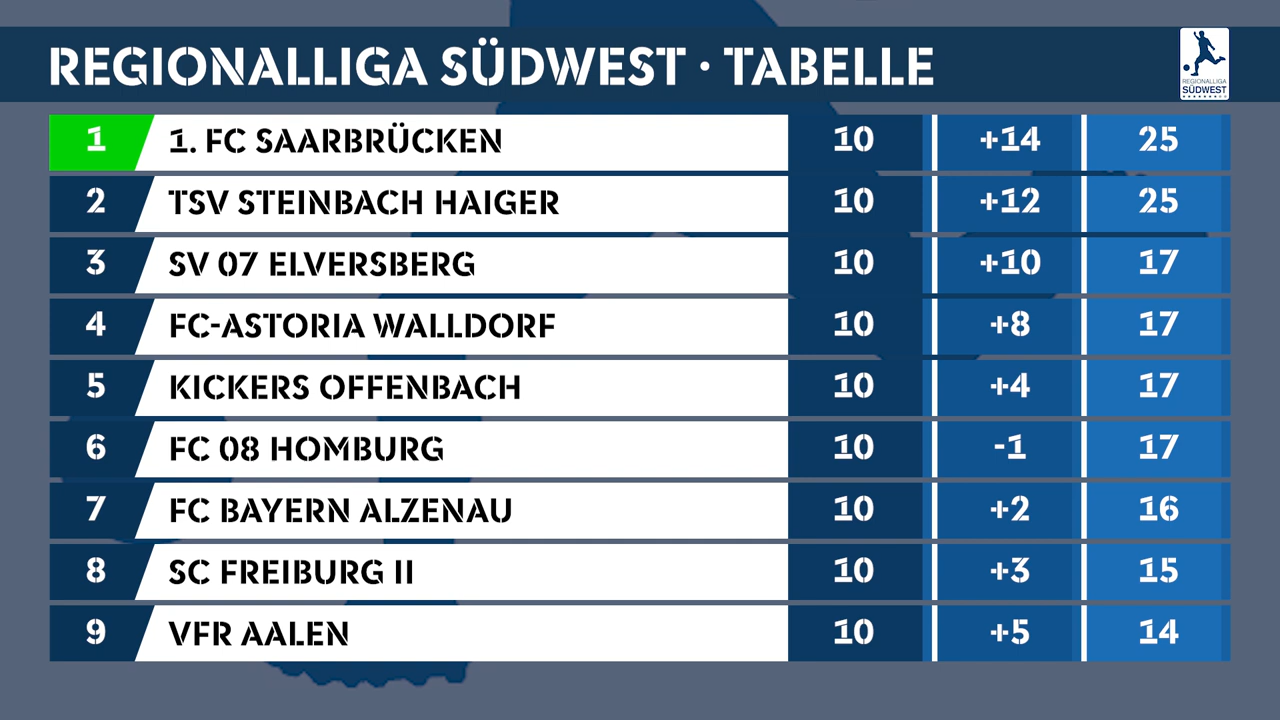 REGIONALLIGA SÜDWEST · TABELLE
REGIONALLIGA
SÜDWEST
1 1. FC SAARBRÜCKEN 10 +14 25
2 TSV STEINBACH HAIGER 10 +12 25
3 SV 07 ELVERSBERG 10 +10 17
4 FC-ASTORIA WALLDORF 10 +8 17
5 KICKERS OFFENBACH 10 +4 17
6 FC 08 HOMBURG 10 -1 17
7 FC BAYERN ALZENAU 10 +2 16
8 SC FREIBURG II 10 +3 15
9 VFR AALEN 10 +5 14